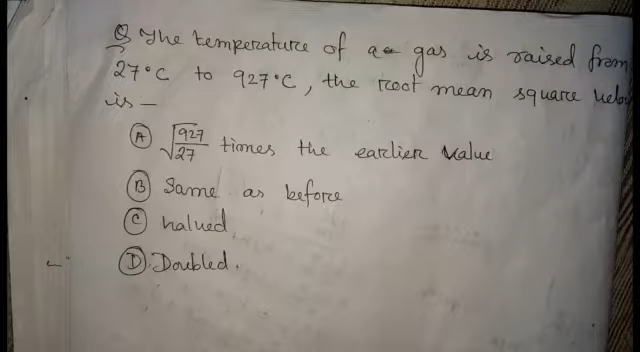 Q The temperature of a gas is raised from
27°C to 927°C, the root mean square
is —
(A) √927/27 times the earlier value
(B) Same as before
(C) halved
(D) Doubled.